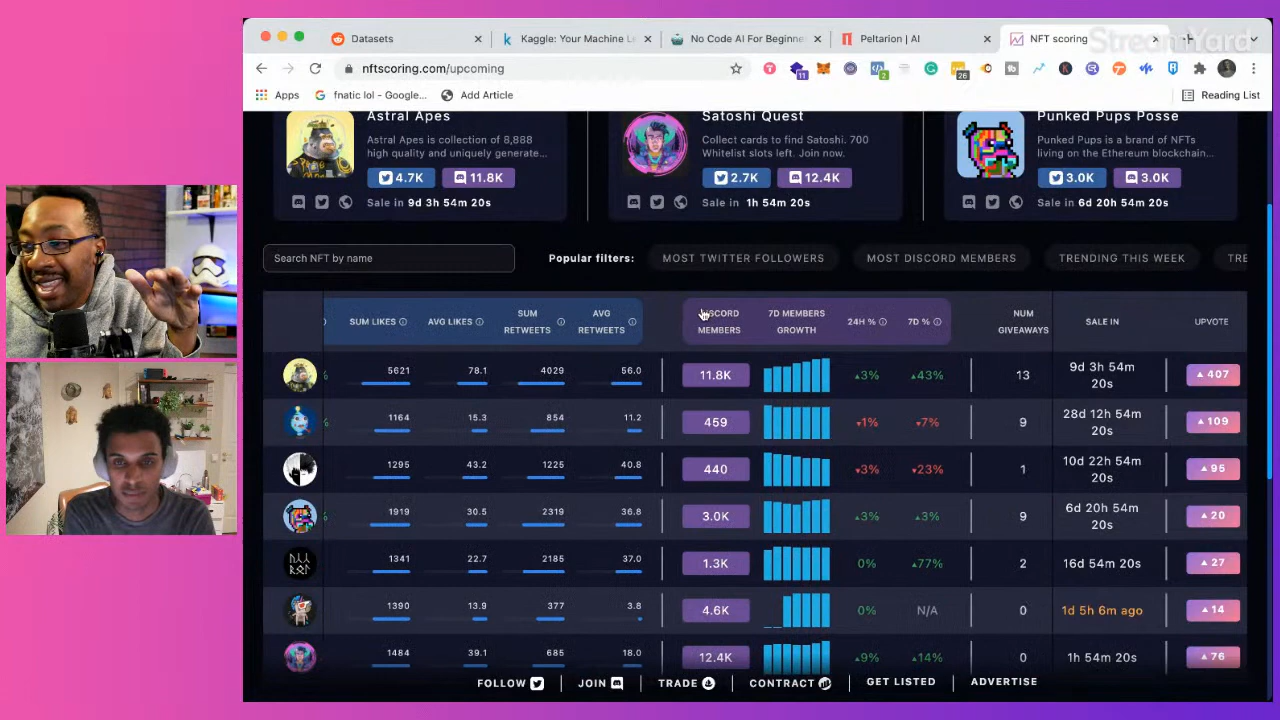 Datasets
Kaggle: Your Machine Le
No Code AI For Beginne
Peltarion | AI
NFT scoring
StreamYard
nftscoring.com/upcoming
11
2
26
Apps
fnatic lol - Google...
Add Article
Reading List
Astral Apes
Astral Apes is collection of 8,888
high quality and uniquely generate...
4.7K
11.8K
Sale in 9d 3h 54m 20s
Satoshi Quest
Collect cards to find Satoshi. 700
Whitelist slots left. Join now.
2.7K
12.4K
Sale in 1h 54m 20s
Punked Pups Posse
Punked Pups is a brand of NFTs
living on the Ethereum blockchain...
3.0K
3.0K
Sale in 6d 20h 54m 20s
Search NFT by name
Popular filters:
MOST TWITTER FOLLOWERS
MOST DISCORD MEMBERS
TRENDING THIS WEEK
TRE
SUM LIKES
AVG LIKES
SUM
RETWEETS
AVG
RETWEETS
MEMBERS
7D MEMBERS
GROWTH
24H %
7D %
NUM
GIVEAWAYS
SALE IN
UPVOTE
% 5621 78.1 4029 56.0 11.8K 3% 43% 13 9d 3h 54m
20s
407
% 1164 15.3 854 11.2 459 1% 7% 9 28d 12h 54m
20s
109
1295 43.2 1225 40.8 440 3% 23% 1 10d 22h 54m
20s
95
% 1919 30.5 2319 36.8 3.0K 3% 3% 9 6d 20h 54m
20s
20
1341 22.7 2185 37.0 1.3K 0% 77% 2 16d 54m 20s 27
1390 13.9 377 3.8 4.6K 0% N/A 0 1d 5h 6m ago 14
1484 39.1 685 18.0 12.4K 9% 14% 0 1h 54m 20s 76
FOLLOW
JOIN
TRADE
CONTRACT
GET LISTED
ADVERTISE